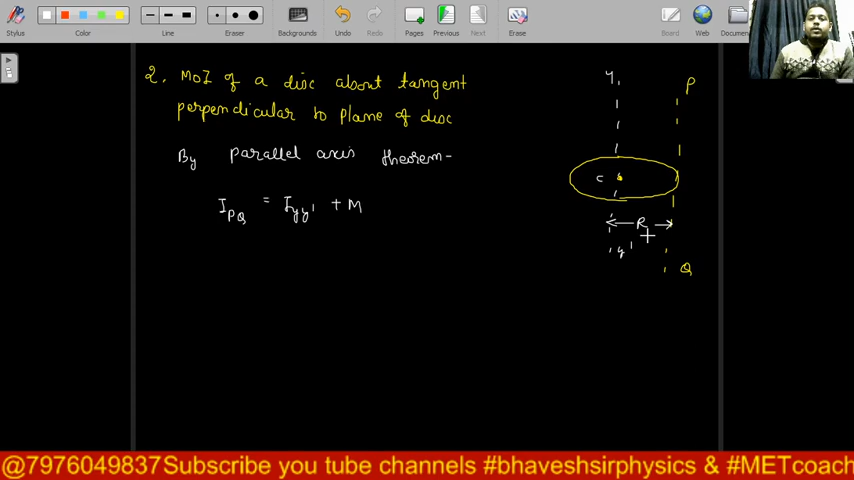 Stylus
Color
Line
Eraser
Backgrounds
Undo
Pages
Previous
Next
Erase
Board
Web
Documen
2. MOI of a disc about tangent
perpendicular to plane of disc
By parallel axis theorem-
I_PQ = I_yy' + M
y
P
C
R
y'
Q
@7976049837Subscribe you tube channels #bhaveshsirphysics & #METcoach